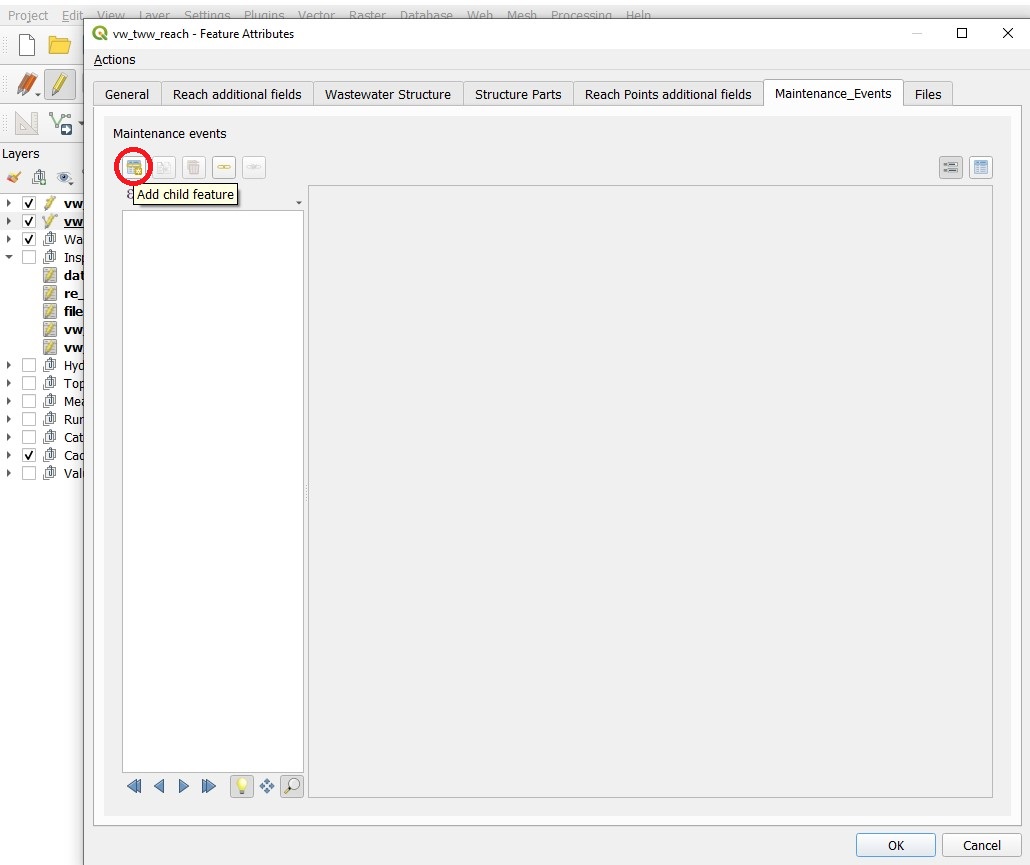 Project Edit View Layer Settings Plugins Vector Raster Database Web Mesh Processing Help
vw_tww_reach - Feature Attributes
Actions
General Reach additional fields Wastewater Structure Structure Parts Reach Points additional fields Maintenance_Events Files
Maintenance events
Add child feature
Layers
vw
vw
Wa
Insp
dat
re_
file
vw
vw
Hyd
Top
Mea
Run
Cat
Cad
Val
OK Cancel